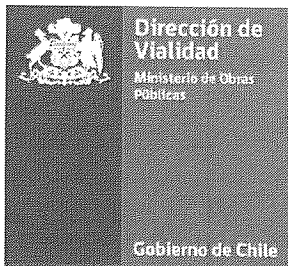 Dirección de
Vialidad
Ministerio de Obras
Públicas
Gobierno de Chile